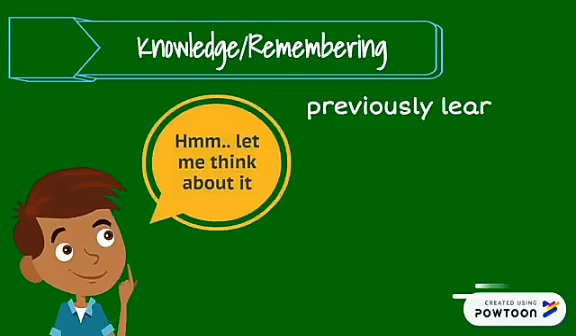 Knowledge/Remembering
previously lear
Hmm.. let
me think
about it
CREATED USING
POWTOON